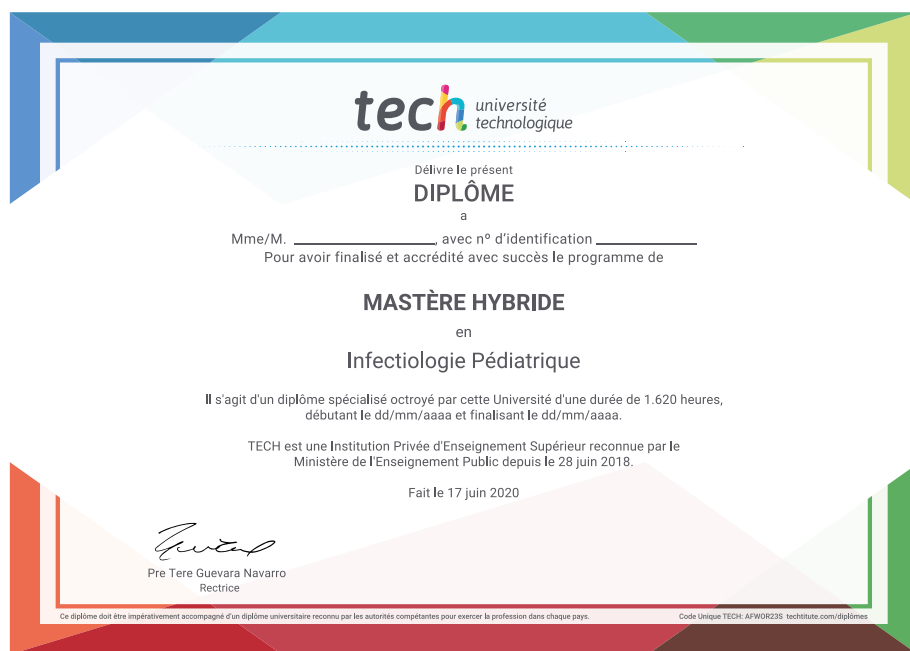 tech université
technologique
Délivre le présent
DIPLÔME
a
Mme/M. ____________________, avec nº d'identification ______________
Pour avoir finalisé et accrédité avec succès le programme de
MASTÈRE HYBRIDE
en
Infectiologie Pédiatrique
Il s'agit d'un diplôme spécialisé octroyé par cette Université d'une durée de 1.620 heures,
débutant le dd/mm/aaaa et finalisant le dd/mm/aaaa.
TECH est une Institution Privée d'Enseignement Supérieur reconnue par le
Ministère de l'Enseignement Public depuis le 28 juin 2018.
Fait le 17 juin 2020
Pre Tere Guevara Navarro
Rectrice
Ce diplôme doit être impérativement accompagné d'un diplôme universitaire reconnu par les autorités compétantes pour exercer la profession dans chaque pays.
Code Unique TECH: AFWOR23S techtitute.com/diplômes